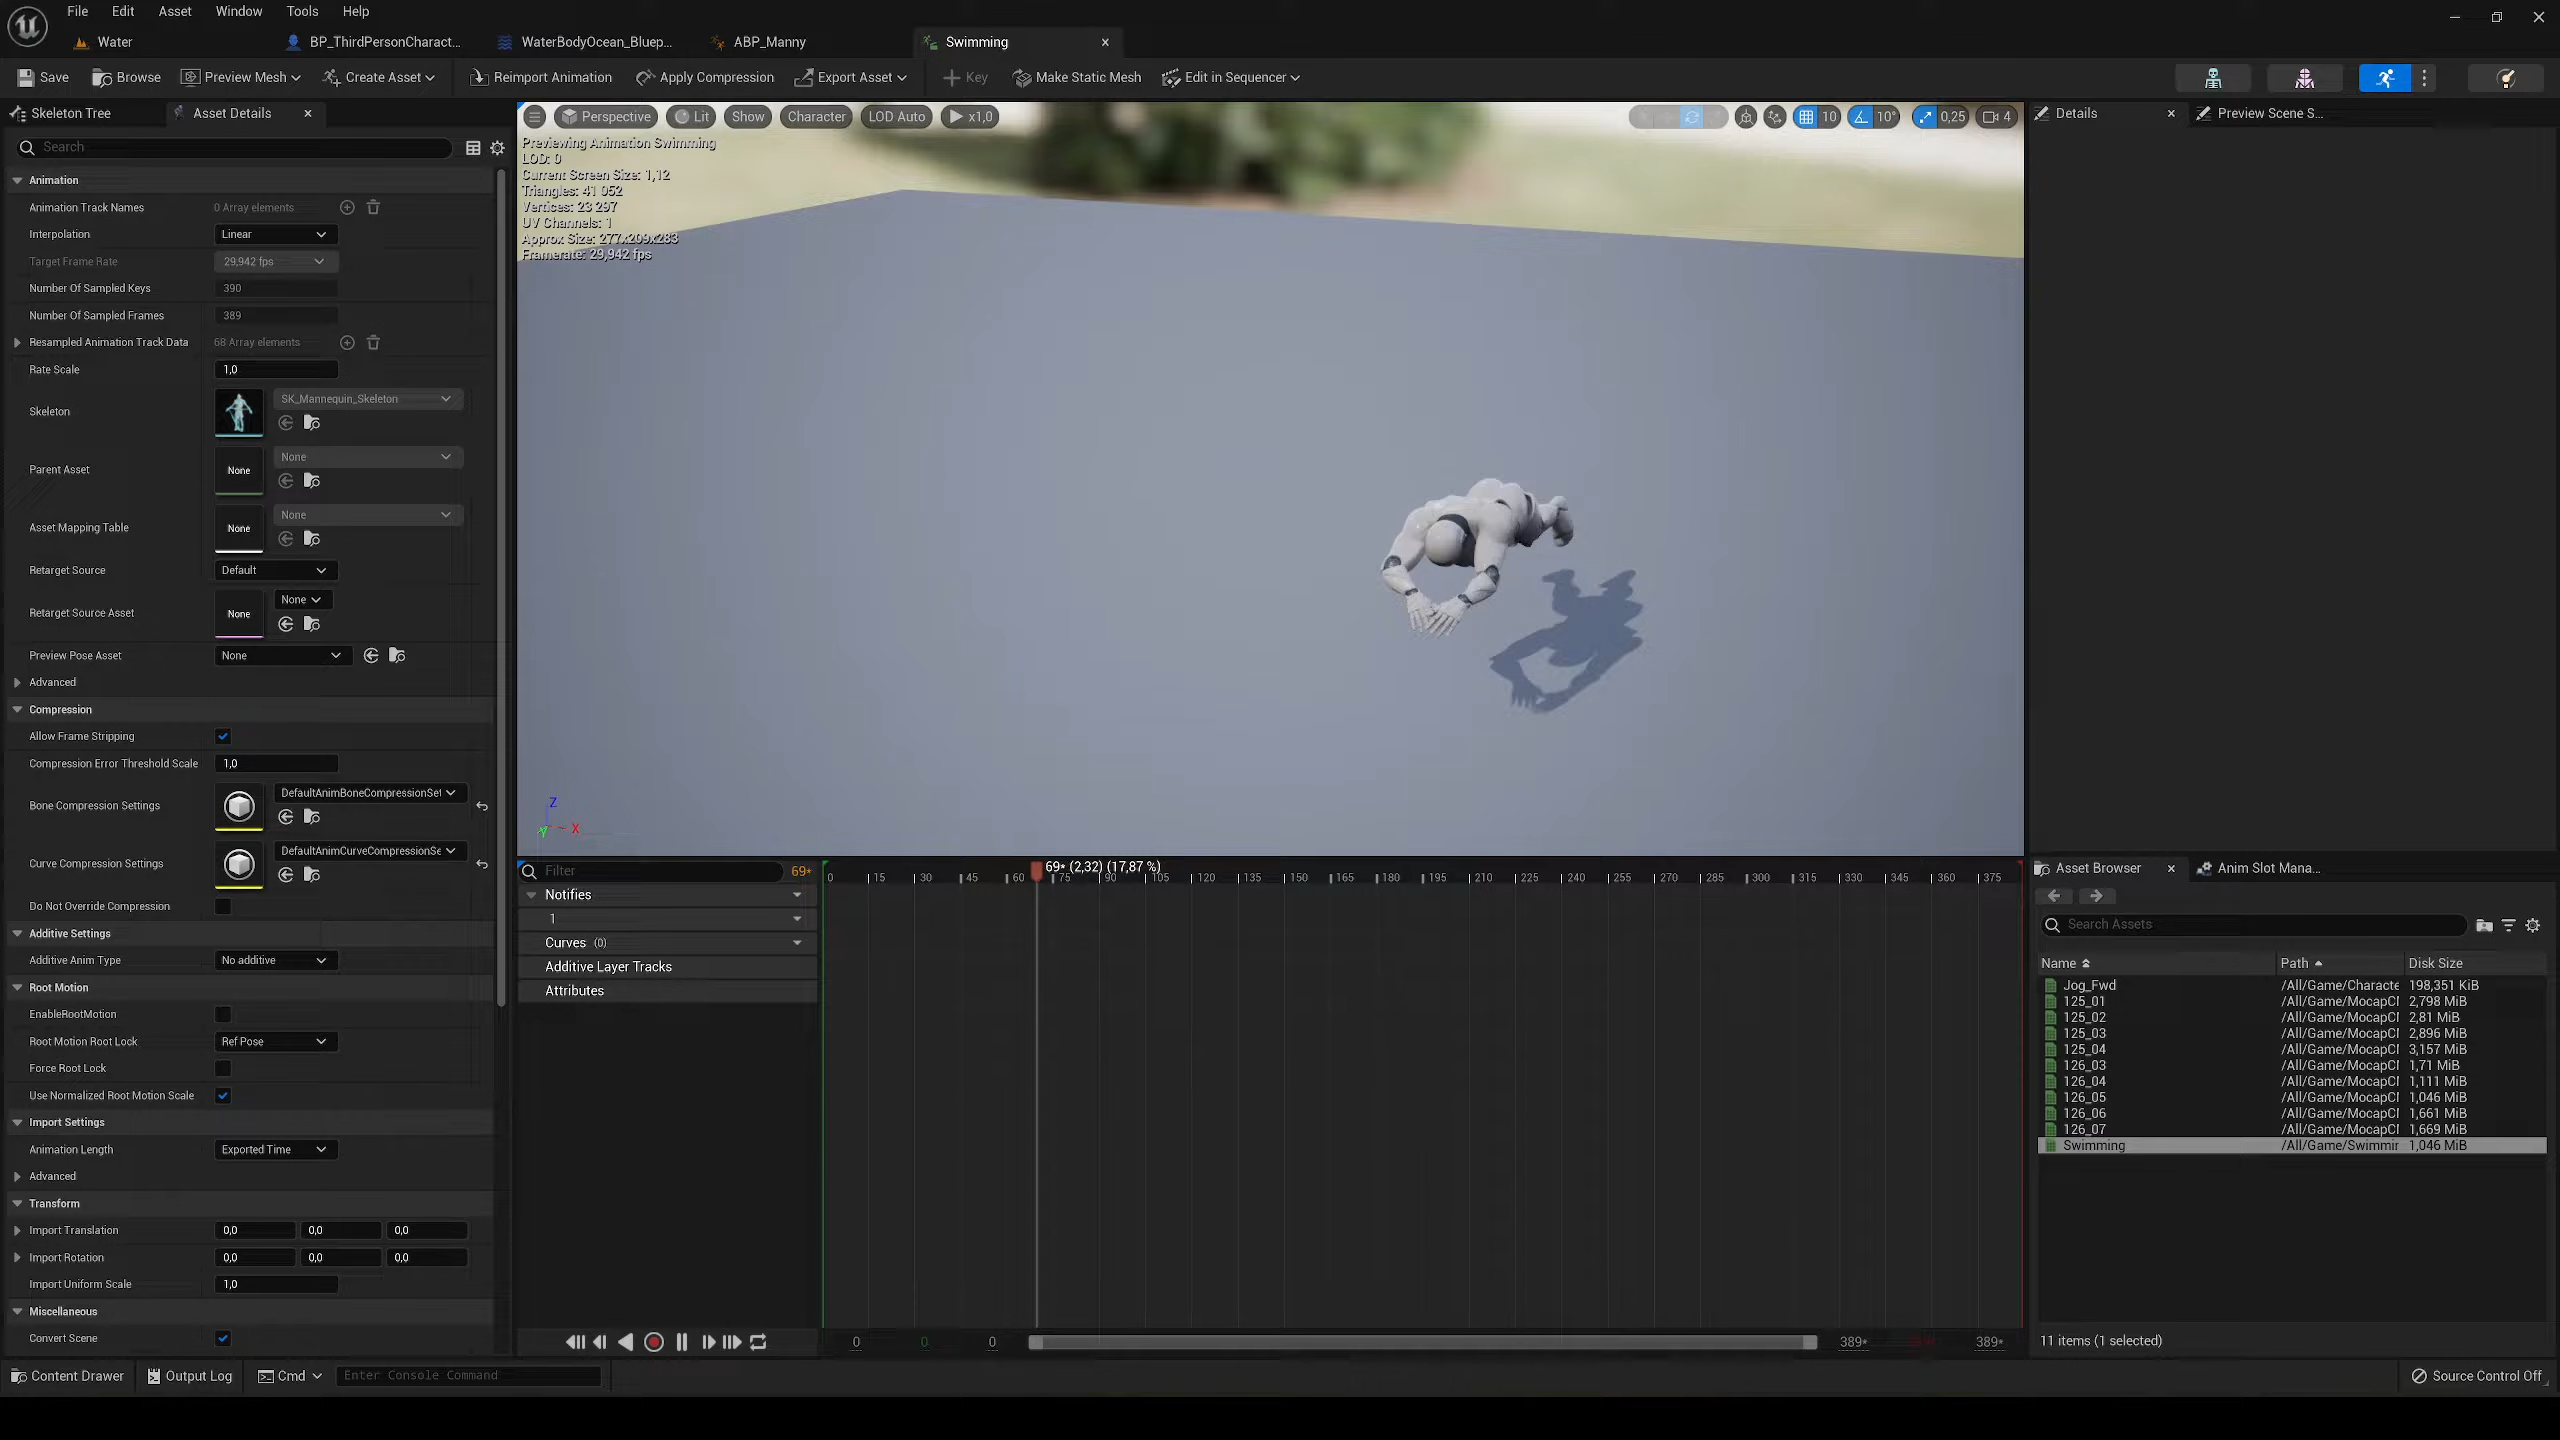 File Edit Asset Window Tools Help
Water BP_ThirdPersonCharact... WaterBodyOcean_Bluep... ABP_Manny Swimming
Save Browse Preview Mesh Create Asset Reimport Animation Apply Compression Export Asset Key Make Static Mesh Edit in Sequencer
Skeleton Tree Asset Details
Search
Animation
Animation Track Names 0 Array elements
Interpolation Linear
Target Frame Rate 29,942 fps
Number Of Sampled Keys 390
Number Of Sampled Frames 389
Resampled Animation Track Data 68 Array elements
Rate Scale 1,0
Skeleton SK_Mannequin_Skeleton
Parent Asset None None
Asset Mapping Table None None
Retarget Source Default
Retarget Source Asset None None
Preview Pose Asset None
Advanced
Compression
Allow Frame Stripping
Compression Error Threshold Scale 1,0
Bone Compression Settings DefaultAnimBoneCompressionSet
Curve Compression Settings DefaultAnimCurveCompressionSe
Do Not Override Compression
Additive Settings
Additive Anim Type No additive
Root Motion
EnableRootMotion
Root Motion Root Lock Ref Pose
Force Root Lock
Use Normalized Root Motion Scale
Import Settings
Animation Length Exported Time
Advanced
Transform
Import Translation 0,0 0,0 0,0
Import Rotation 0,0 0,0 0,0
Import Uniform Scale 1,0
Miscellaneous
Convert Scene
Perspective Lit Show Character LOD Auto x1,0 10 10° 0,25 4
Previewing Animation Swimming
LOD: 0
Current Screen Size: 1,12
Triangles: 41 052
Vertices: 23 297
UV Channels: 1
Approx Size: 277x209x283
Framerate: 29,942 fps
Z
Y X
Filter 69*
69* (2,32) (17,87 %)
0 15 30 45 60 75 90 105 120 135 150 165 180 195 210 225 240 255 270 285 300 315 330 345 360 375
Notifies
1
Curves (0)
Additive Layer Tracks
Attributes
0 0 0 389* 389*
Details Preview Scene S...
Asset Browser Anim Slot Mana...
Search Assets
Name Path Disk Size
Jog_Fwd /All/Game/Characte 198,351 KiB
125_01 /All/Game/MocapCI 2,798 MiB
125_02 /All/Game/MocapCI 2,81 MiB
125_03 /All/Game/MocapCI 2,896 MiB
125_04 /All/Game/MocapCI 3,157 MiB
126_03 /All/Game/MocapCI 1,71 MiB
126_04 /All/Game/MocapCI 1,111 MiB
126_05 /All/Game/MocapCI 1,046 MiB
126_06 /All/Game/MocapCI 1,661 MiB
126_07 /All/Game/MocapCI 1,669 MiB
Swimming /All/Game/Swimmir 1,046 MiB
11 items (1 selected)
Content Drawer Output Log Cmd Enter Console Command Source Control Off